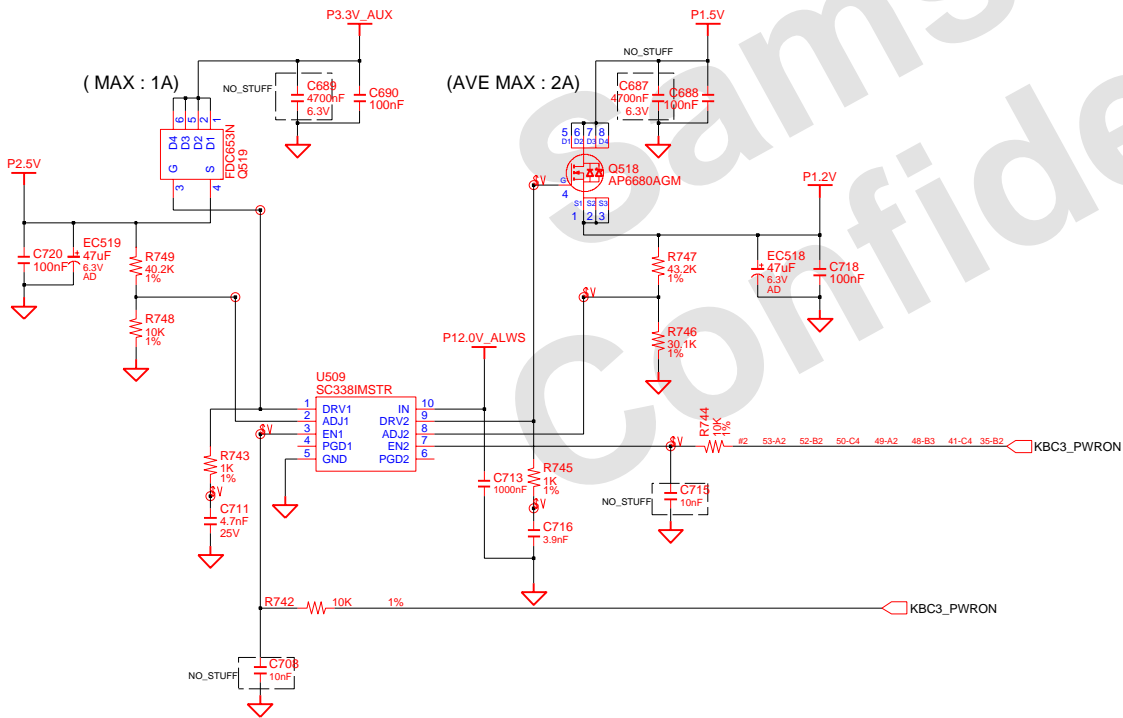 P3.3V_AUX
P1.5V
Sams
Confide
( MAX : 1A)
NO_STUFF
C689
4700nF
6.3V
C690
100nF
(AVE MAX : 2A)
NO_STUFF
C687
4700nF
6.3V
C688
100nF
6
5
2
1
D4
D3
D2
D1
G
S
3
4
FDC653N
Q519
5
6
7
8
D1
D2
D3
D4
G
4
Q518
AP6680AGM
S1
S2
S3
1
2
3
P2.5V
P1.2V
C720
100nF
EC519
47uF
6.3V
AD
R749
40.2K
1%
R748
10K
1%
R747
43.2K
1%
R746
30.1K
1%
EC518
47uF
6.3V
AD
C718
100nF
P12.0V_ALWS
U509
SC338IMSTR
1 DRV1 IN 10
2 ADJ1 DRV2 9
3 EN1 ADJ2 8
4 PGD1 EN2 7
5 GND PGD2 6
R744
10K
1%
#2 53-A2 52-B2 50-C4 49-A2 48-B3 41-C4 35-B2
KBC3_PWRON
R743
1K
1%
C711
4.7nF
25V
C713
1000nF
R745
1K
1%
C716
3.9nF
NO_STUFF
C715
10nF
R742 10K 1%
KBC3_PWRON
NO_STUFF
C708
10nF